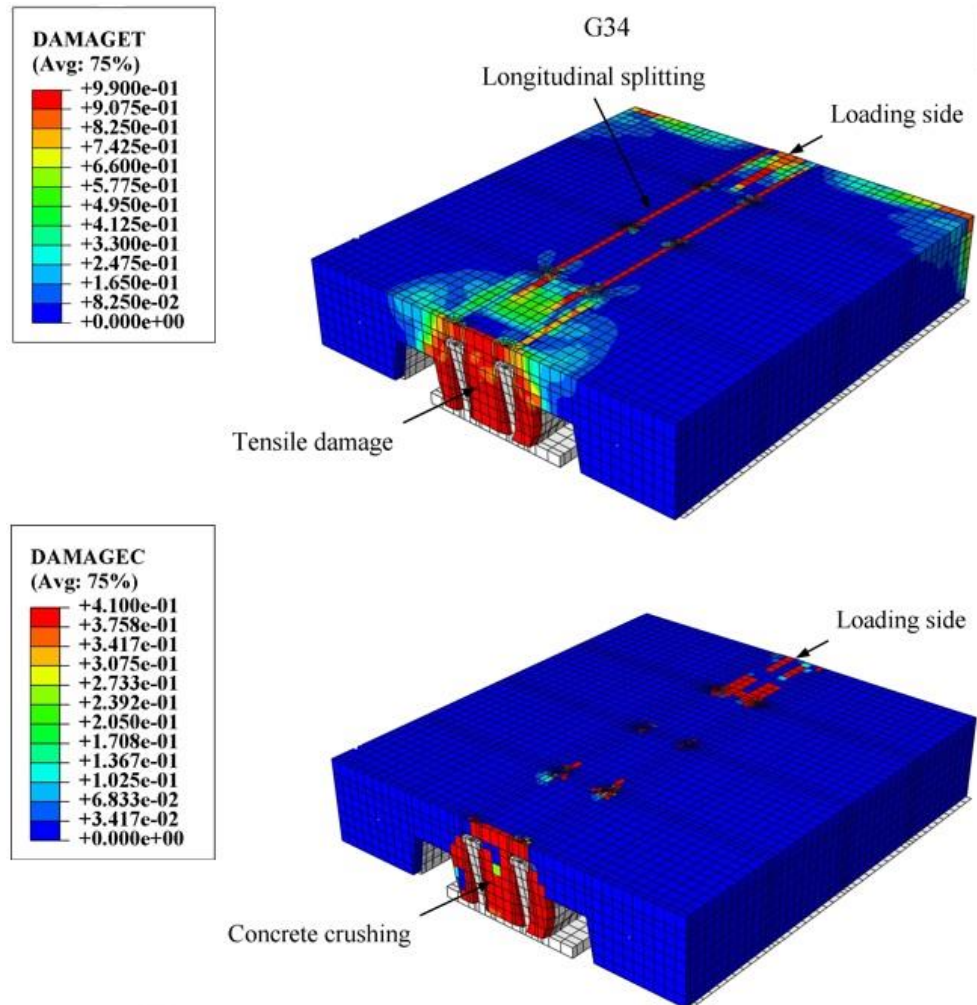 G34
DAMAGET
(Avg: 75%)
+9.900e-01
+9.075e-01
+8.250e-01
+7.425e-01
+6.600e-01
+5.775e-01
+4.950e-01
+4.125e-01
+3.300e-01
+2.475e-01
+1.650e-01
+8.250e-02
+0.000e+00
Longitudinal splitting
Loading side
Tensile damage
DAMAGEC
(Avg: 75%)
+4.100e-01
+3.758e-01
+3.417e-01
+3.075e-01
+2.733e-01
+2.392e-01
+2.050e-01
+1.708e-01
+1.367e-01
+1.025e-01
+6.833e-02
+3.417e-02
+0.000e+00
Loading side
Concrete crushing